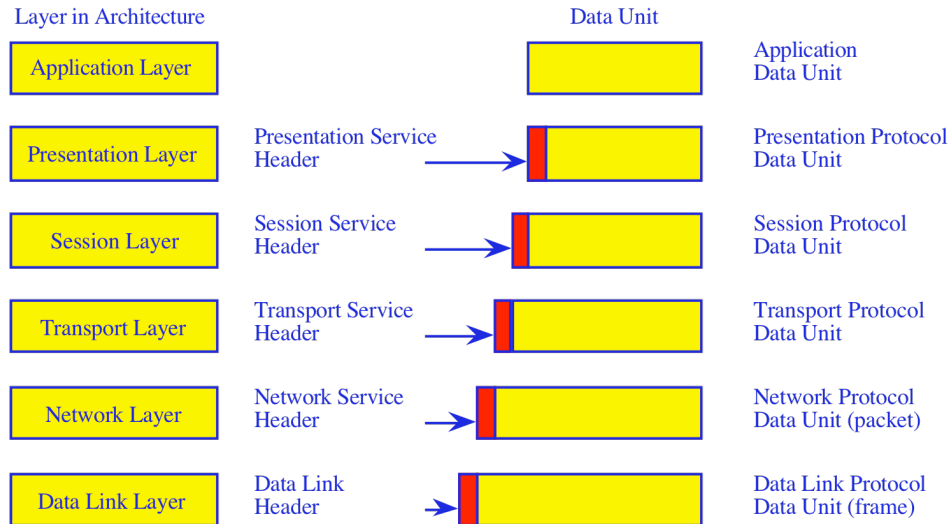 Layer in Architecture
Data Unit
Application Layer
Application
Data Unit
Presentation Layer
Presentation Service
Header
Presentation Protocol
Data Unit
Session Layer
Session Service
Header
Session Protocol
Data Unit
Transport Layer
Transport Service
Header
Transport Protocol
Data Unit
Network Layer
Network Service
Header
Network Protocol
Data Unit (packet)
Data Link Layer
Data Link
Header
Data Link Protocol
Data Unit (frame)